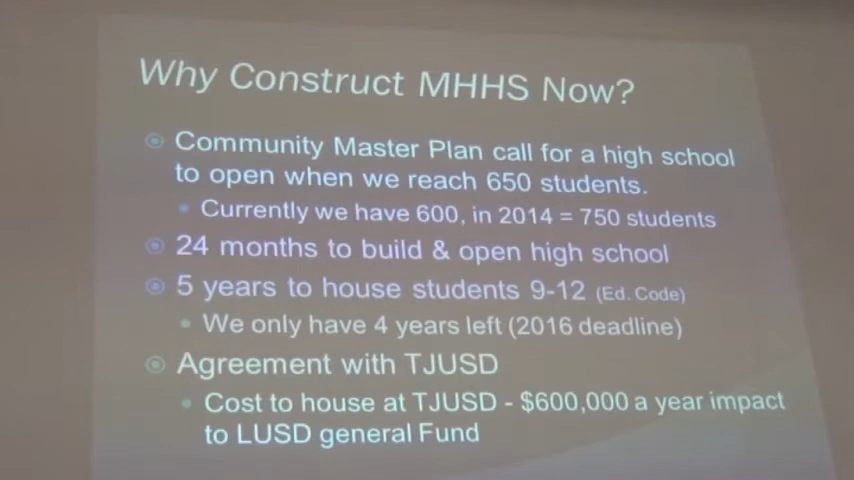 Why Construct MHHS Now?
Community Master Plan call for a high school
to open when we reach 650 students.
Currently we have 600, in 2014 = 750 students
24 months to build & open high school
5 years to house students 9-12 (Ed. Code)
We only have 4 years left (2016 deadline)
Agreement with TJUSD
Cost to house at TJUSD - $600,000 a year impact
to LUSD general Fund